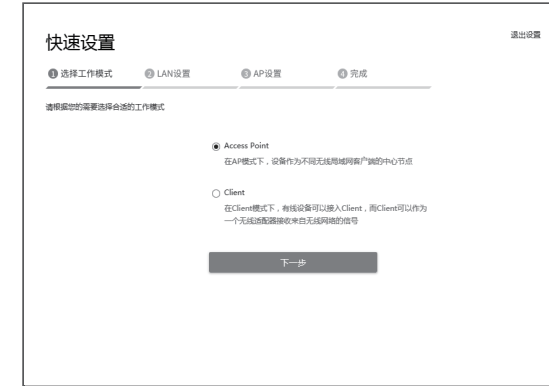 退出设置
快速设置
1 选择工作模式 2 LAN设置 3 AP设置 4 完成
请根据您的需要选择合适的工作模式
Access Point
在AP模式下，设备作为不同无线局域网客户端的中心节点
Client
在Client模式下，有线设备可以接入Client，而Client可以作为
一个无线适配器接收来自无线网络的信号
下一步